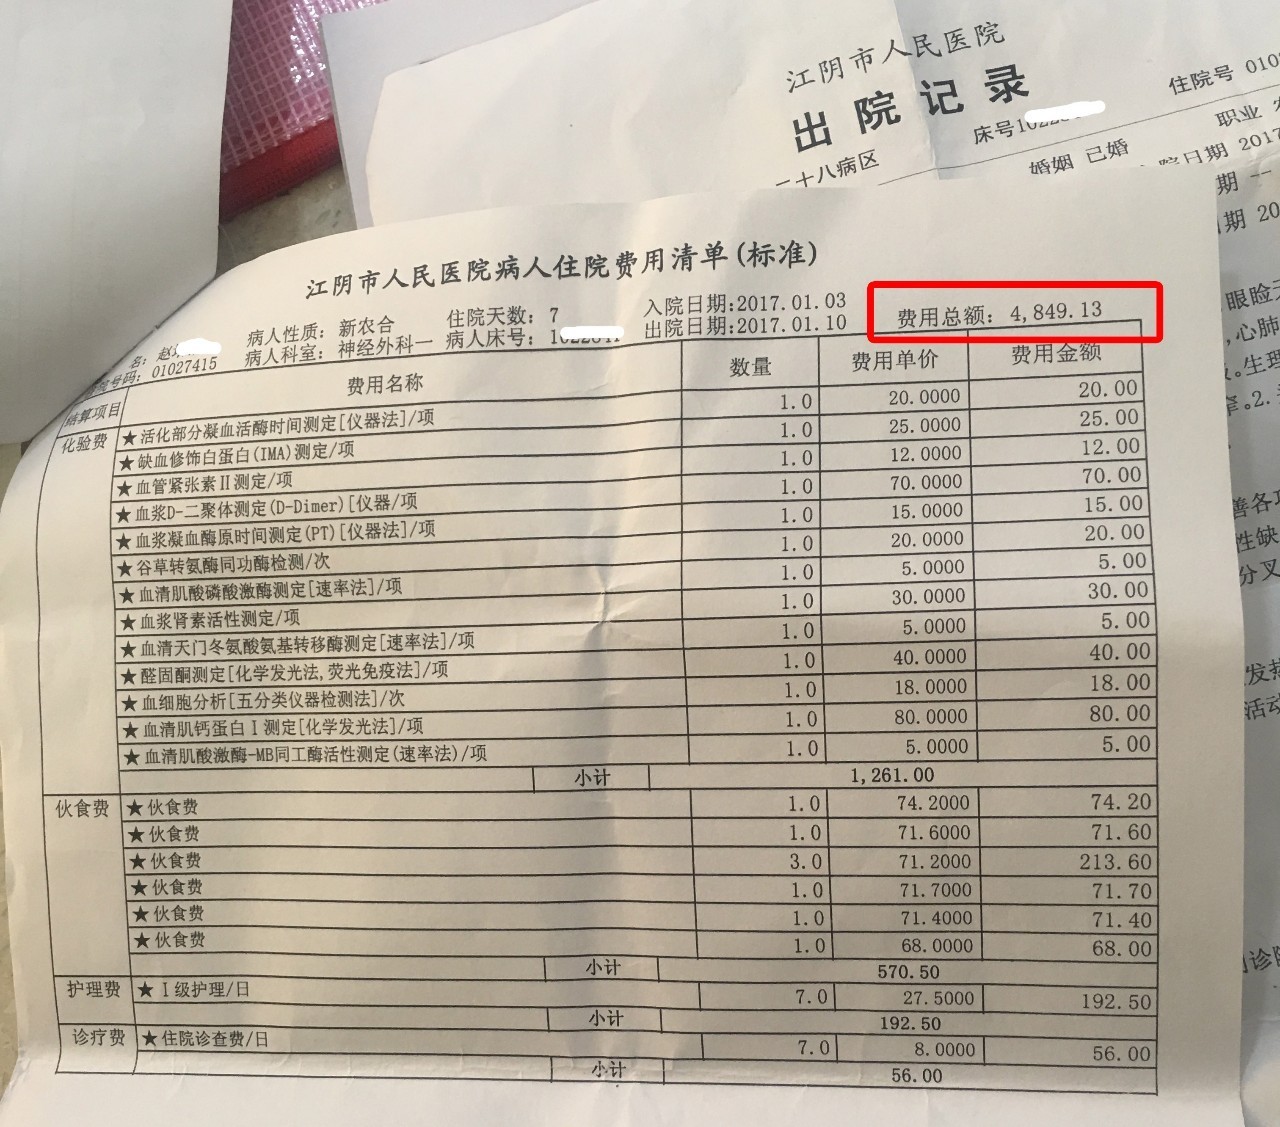 江阴市人民医院
出院记录
住院号 010
二十八病区
床号1022
职业
婚姻 已婚
院日期 2017
期 --
期 20
眼睑
心肺
生理
2.
善各项
性缺
分叉
发热
活动
江阴市人民医院病人住院费用清单(标准)
名: 赵
病人性质: 新农合
住院天数: 7
入院日期:2017.01.03
费用总额: 4,849.13
号码: 01027415
病人科室: 神经外科一
病人床号: 1022841
出院日期:2017.01.10
结算项目 费用名称 数量 费用单价 费用金额
化验费 ★活化部分凝血活酶时间测定[仪器法]/项 1.0 20.0000 20.00
★缺血修饰白蛋白(IMA)测定/项 1.0 25.0000 25.00
★血管紧张素Ⅱ测定/项 1.0 12.0000 12.00
★血浆D-二聚体测定(D-Dimer)[仪器/项 1.0 70.0000 70.00
★血浆凝血酶原时间测定(PT)[仪器法]/项 1.0 15.0000 15.00
★谷草转氨酶同功酶检测/次 1.0 20.0000 20.00
★血清肌酸磷酸激酶测定[速率法]/项 1.0 5.0000 5.00
★血浆肾素活性测定/项 1.0 30.0000 30.00
★血清天门冬氨酸氨基转移酶测定[速率法]/项 1.0 5.0000 5.00
★醛固酮测定[化学发光法,荧光免疫法]/项 1.0 40.0000 40.00
★血细胞分析[五分类仪器检测法]/次 1.0 18.0000 18.00
★血清肌钙蛋白Ⅰ测定[化学发光法]/项 1.0 80.0000 80.00
★血清肌酸激酶-MB同工酶活性测定(速率法)/项 1.0 5.0000 5.00
小计 1,261.00
伙食费 ★伙食费 1.0 74.2000 74.20
★伙食费 1.0 71.6000 71.60
★伙食费 3.0 71.2000 213.60
★伙食费 1.0 71.7000 71.70
★伙食费 1.0 71.4000 71.40
★伙食费 1.0 68.0000 68.00
小计 570.50
护理费 ★Ⅰ级护理/日 7.0 27.5000 192.50
小计 192.50
诊疗费 ★住院诊查费/日 7.0 8.0000 56.00
小计 56.00